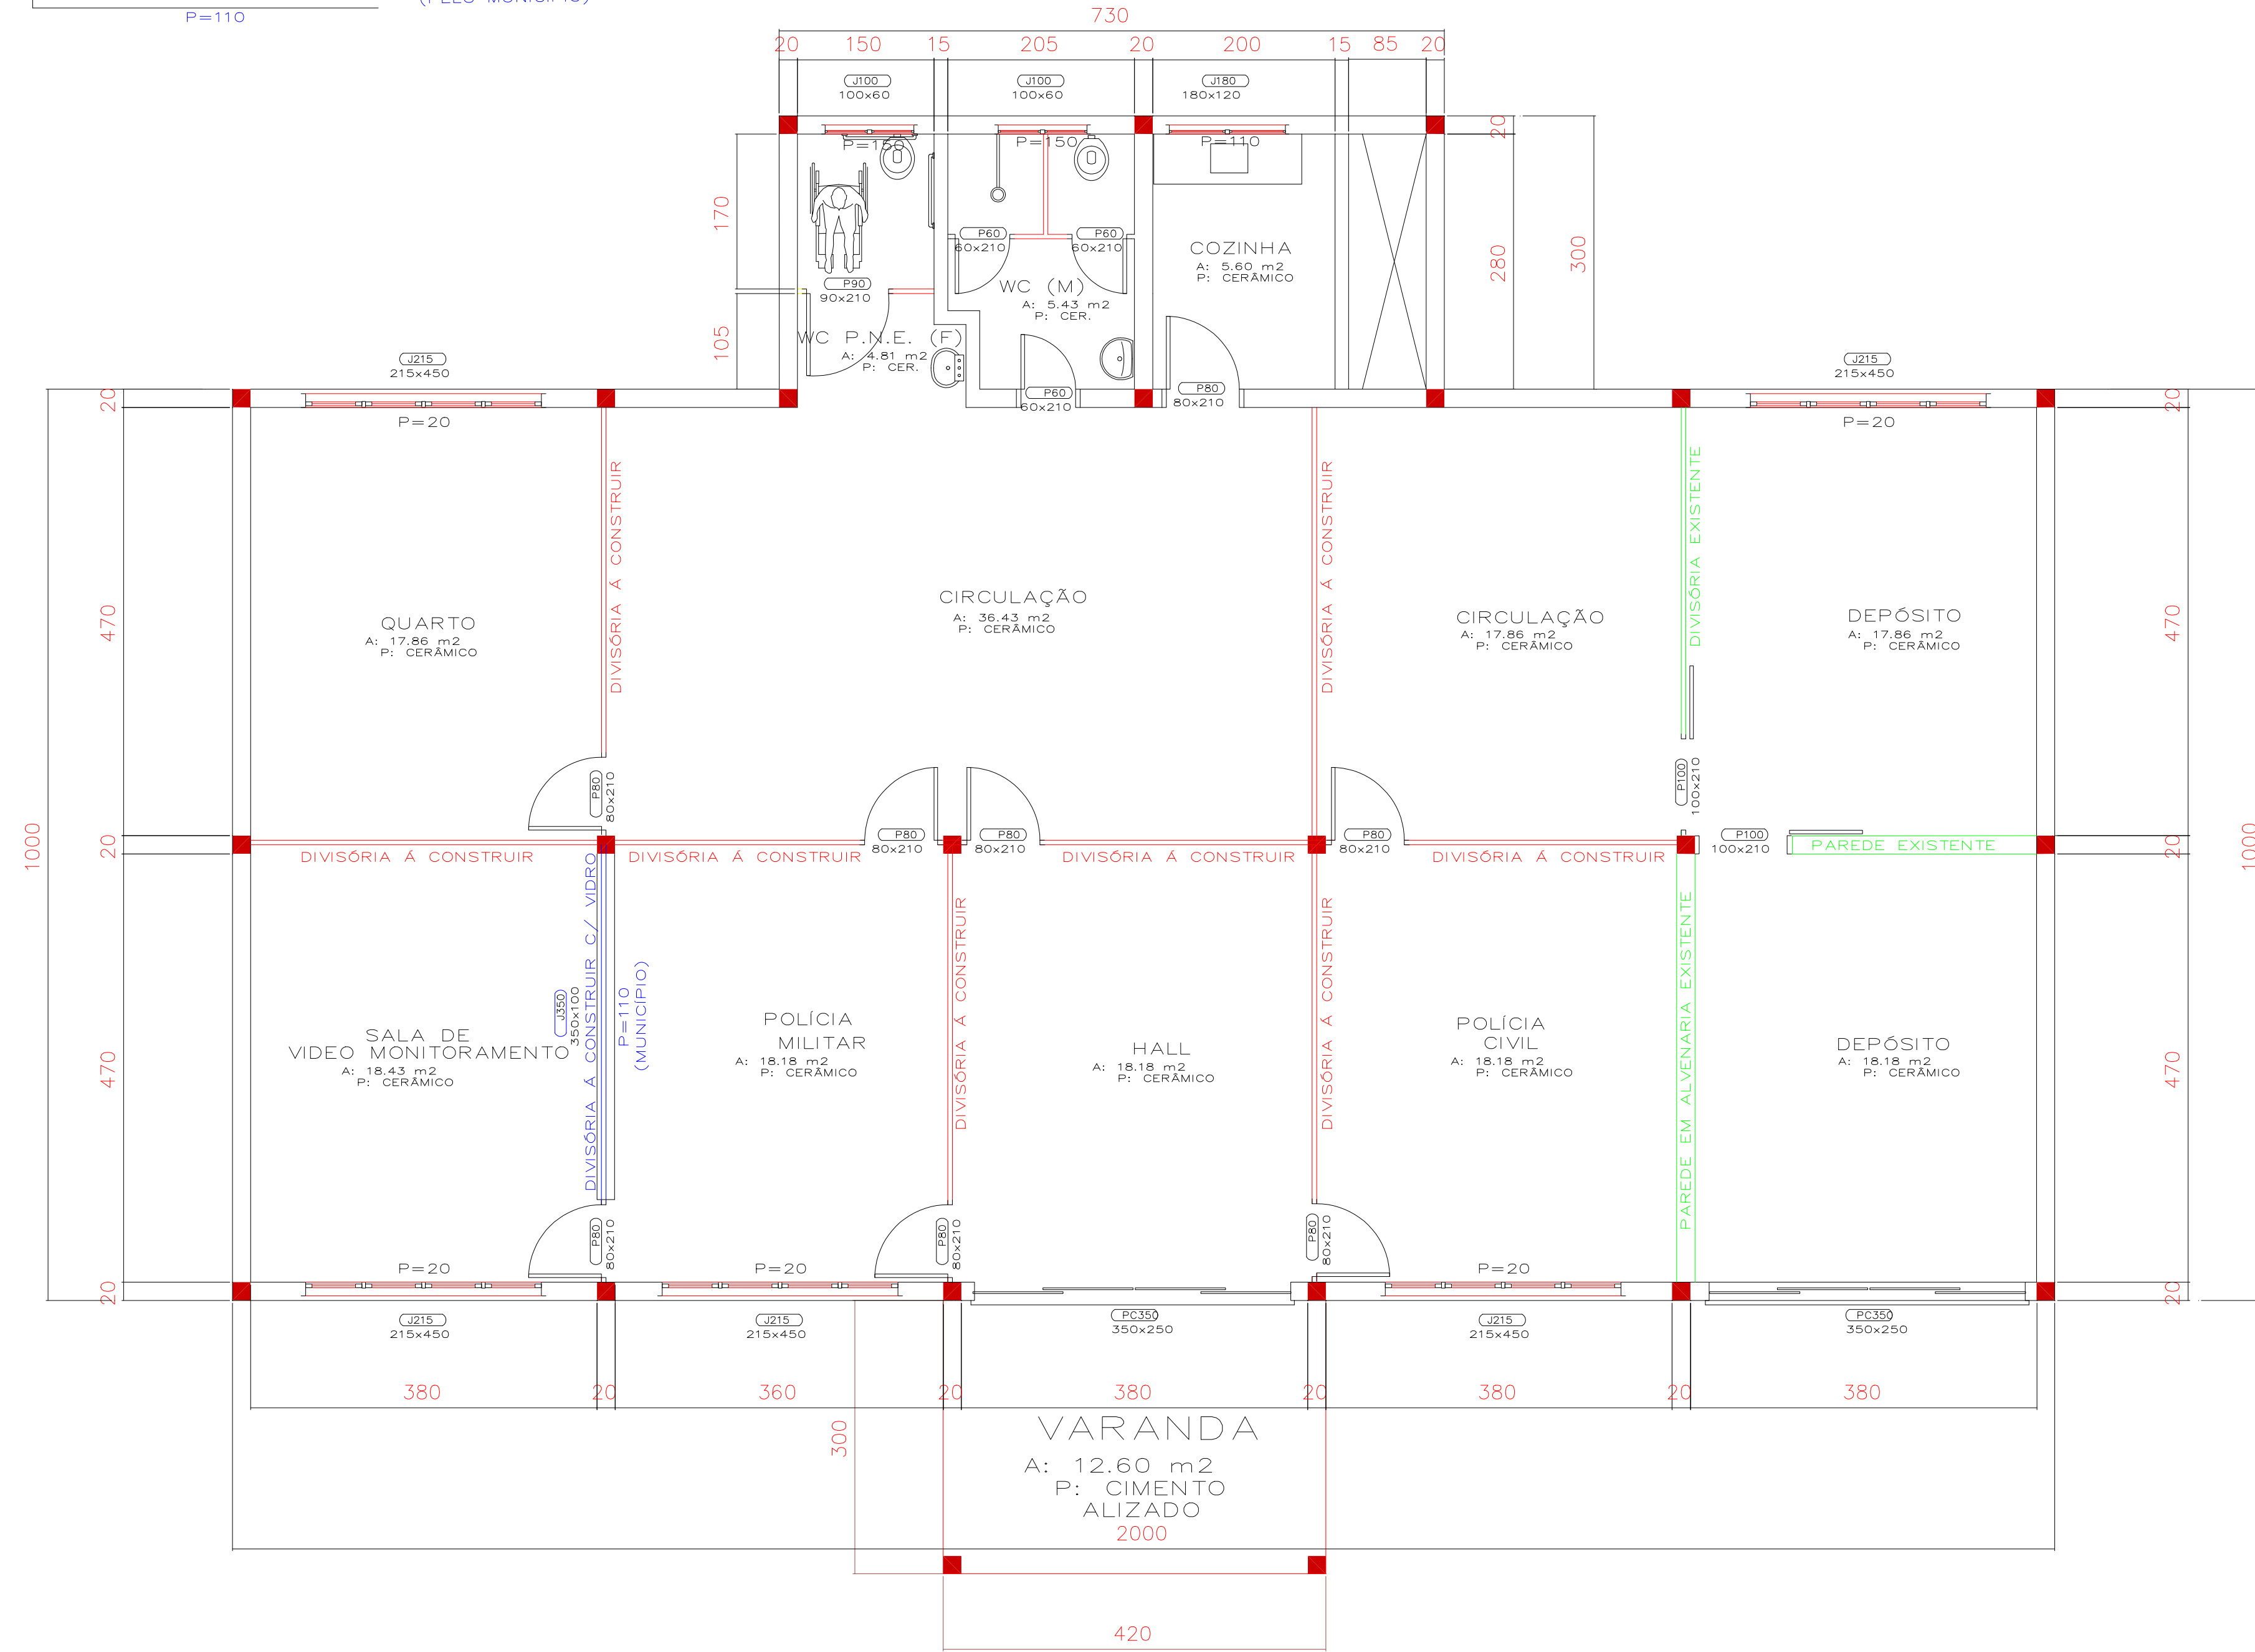 P=110
730
20 150 15 205 20 200 15 85 20
J100
100x60
J100
100x60
J180
180x120
P=150
P=150
P=110
20
170
105
280
300
P60
60x210
P60
60x210
P90
90x210
COZINHA
A: 5.60 m2
P: CERÂMICO
WC (M)
A: 5.43 m2
P: CER.
WC P.N.E. (F)
A: 4.81 m2
P: CER.
P60
60x210
P80
80x210
J215
215x450
P=20
J215
215x450
P=20
20
470
20
470
20
1000
20
470
20
470
20
1000
DIVISÓRIA Á CONSTRUIR
DIVISÓRIA Á CONSTRUIR
DIVISÓRIA EXISTENTE
QUARTO
A: 17.86 m2
P: CERÂMICO
CIRCULAÇÃO
A: 36.43 m2
P: CERÂMICO
CIRCULAÇÃO
A: 17.86 m2
P: CERÂMICO
DEPÓSITO
A: 17.86 m2
P: CERÂMICO
P80
80x210
P80
80x210
P80
80x210
P80
80x210
P100
100x210
P100
100x210
PAREDE EXISTENTE
DIVISÓRIA Á CONSTRUIR
DIVISÓRIA Á CONSTRUIR
DIVISÓRIA Á CONSTRUIR
DIVISÓRIA Á CONSTRUIR
J350
350x100
DIVISÓRIA Á CONSTRUIR C/ VIDRO
P=110
(MUNICÍPIO)
DIVISÓRIA Á CONSTRUIR
DIVISÓRIA Á CONSTRUIR
PAREDE EM ALVENARIA EXISTENTE
SALA DE
VIDEO MONITORAMENTO
A: 18.43 m2
P: CERÂMICO
POLÍCIA
MILITAR
A: 18.18 m2
P: CERÂMICO
HALL
A: 18.18 m2
P: CERÂMICO
POLÍCIA
CIVIL
A: 18.18 m2
P: CERÂMICO
DEPÓSITO
A: 18.18 m2
P: CERÂMICO
P80
80x210
P80
80x210
P80
80x210
P=20
P=20
P=20
J215
215x450
J215
215x450
PC350
350x250
J215
215x450
PC350
350x250
380 20 360 20 380 20 380 20 380
300
VARANDA
A: 12.60 m2
P: CIMENTO
ALIZADO
2000
420